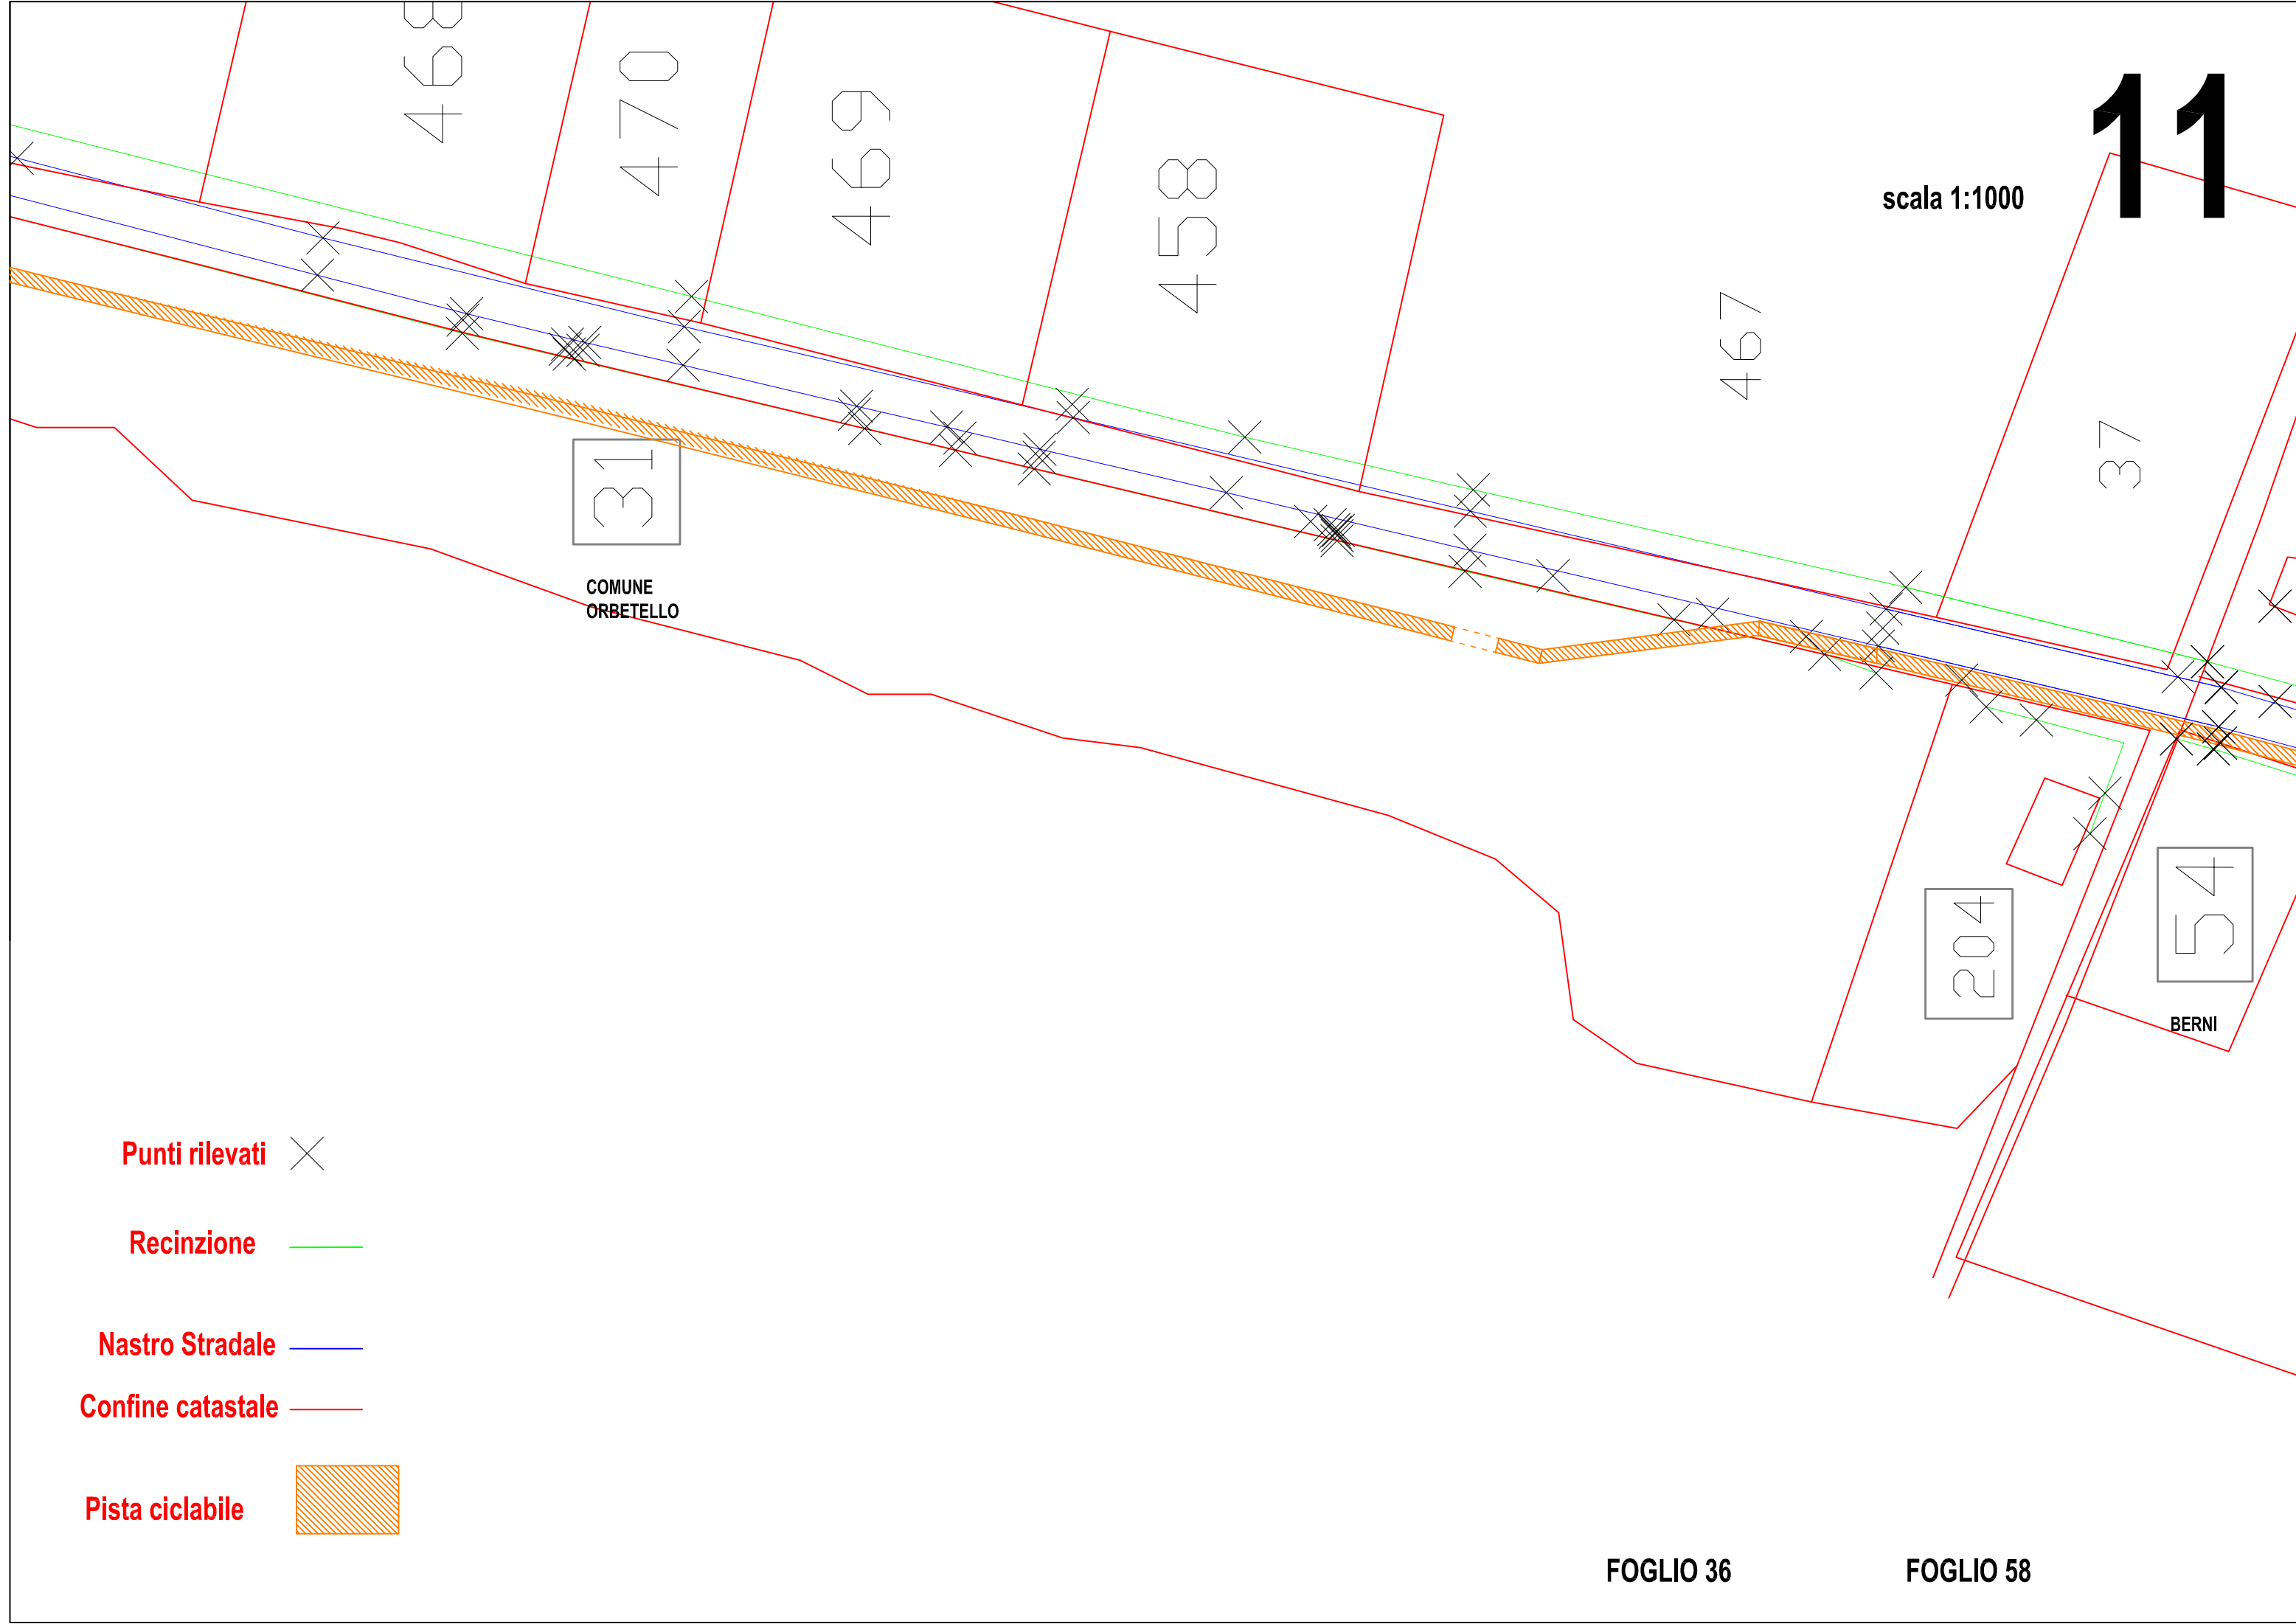 11
scala 1:1000
468
470
469
458
467
37
31
COMUNE
ORBETELLO
204
54
BERNI
Punti rilevati
Recinzione
Nastro Stradale
Confine catastale
Pista ciclabile
FOGLIO 36
FOGLIO 58